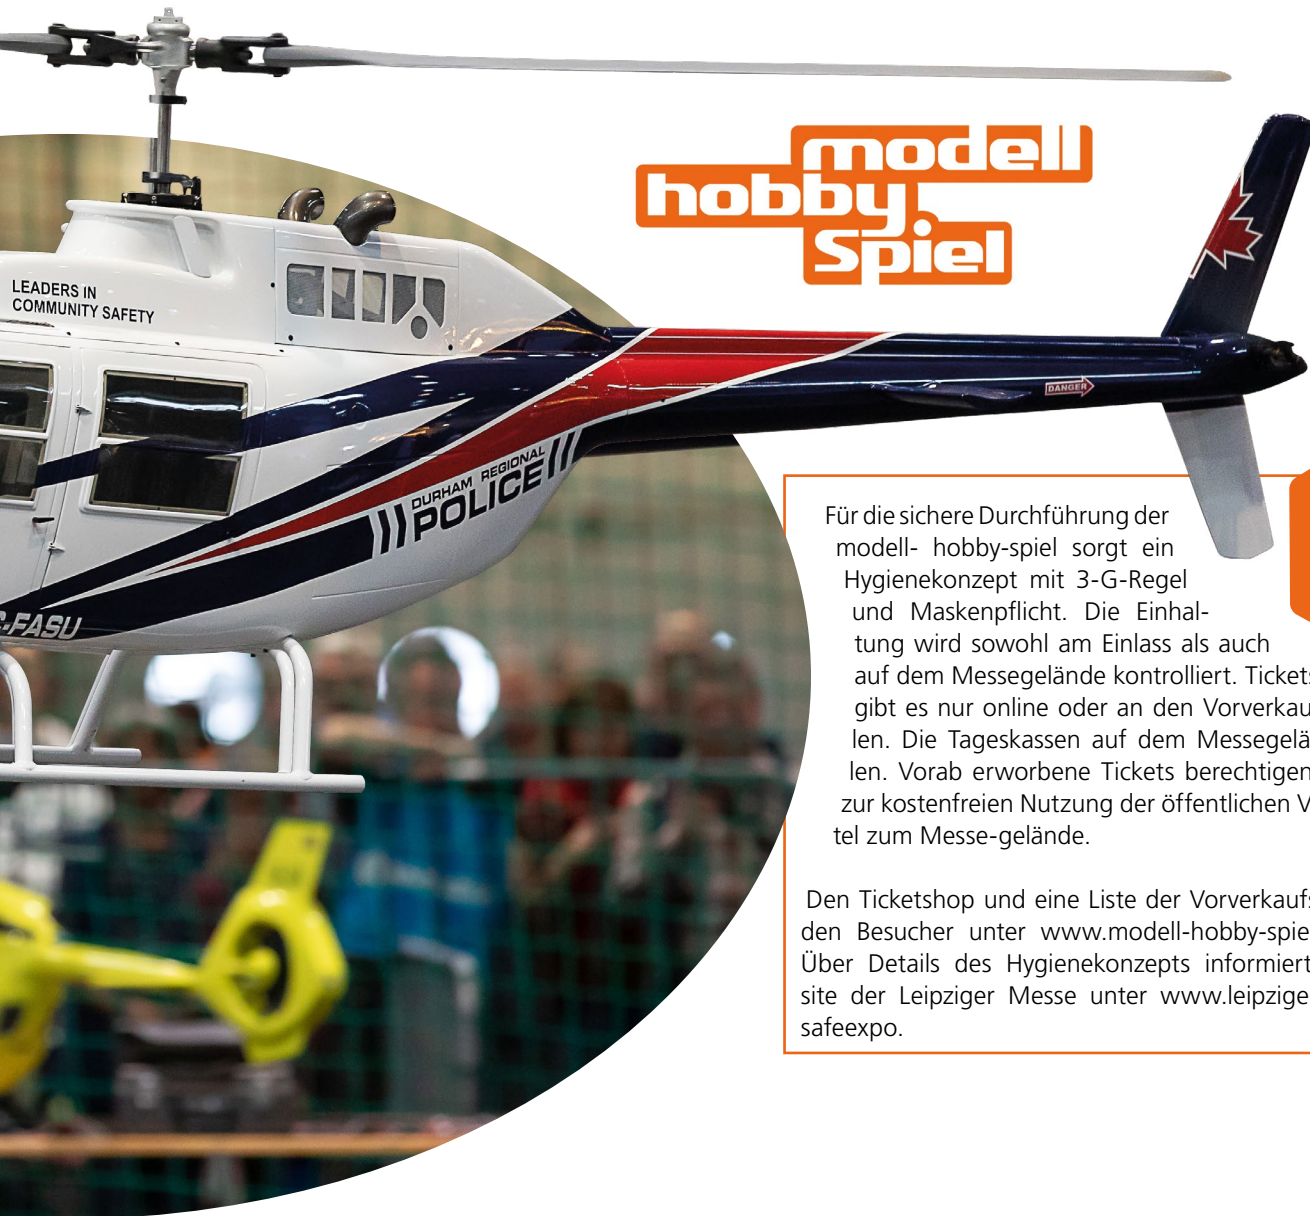 modell
hobby
Spiel
LEADERS IN
COMMUNITY SAFETY
DANGER
DURHAM REGIONAL
POLICE
C-FASU
Für die sichere Durchführung der
modell- hobby-spiel sorgt ein
Hygienekonzept mit 3-G-Regel
und Maskenpflicht. Die Einhal-
tung wird sowohl am Einlass als auch
auf dem Messegelände kontrolliert. Tickets
gibt es nur online oder an den Vorverkau
len. Die Tageskassen auf dem Messegelä
len. Vorab erworbene Tickets berechtigen
zur kostenfreien Nutzung der öffentlichen V
tel zum Messe-gelände.
Den Ticketshop und eine Liste der Vorverkaufs
den Besucher unter www.modell-hobby-spie
Über Details des Hygienekonzepts informiert
site der Leipziger Messe unter www.leipzige
safeexpo.